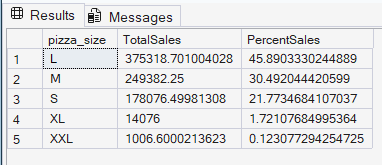 Results Messages
pizza_size TotalSales PercentSales
1 L 375318.701004028 45.8903330244889
2 M 249382.25 30.492044420599
3 S 178076.49981308 21.7734684107037
4 XL 14076 1.72107684995364
5 XXL 1006.6000213623 0.123077294254725